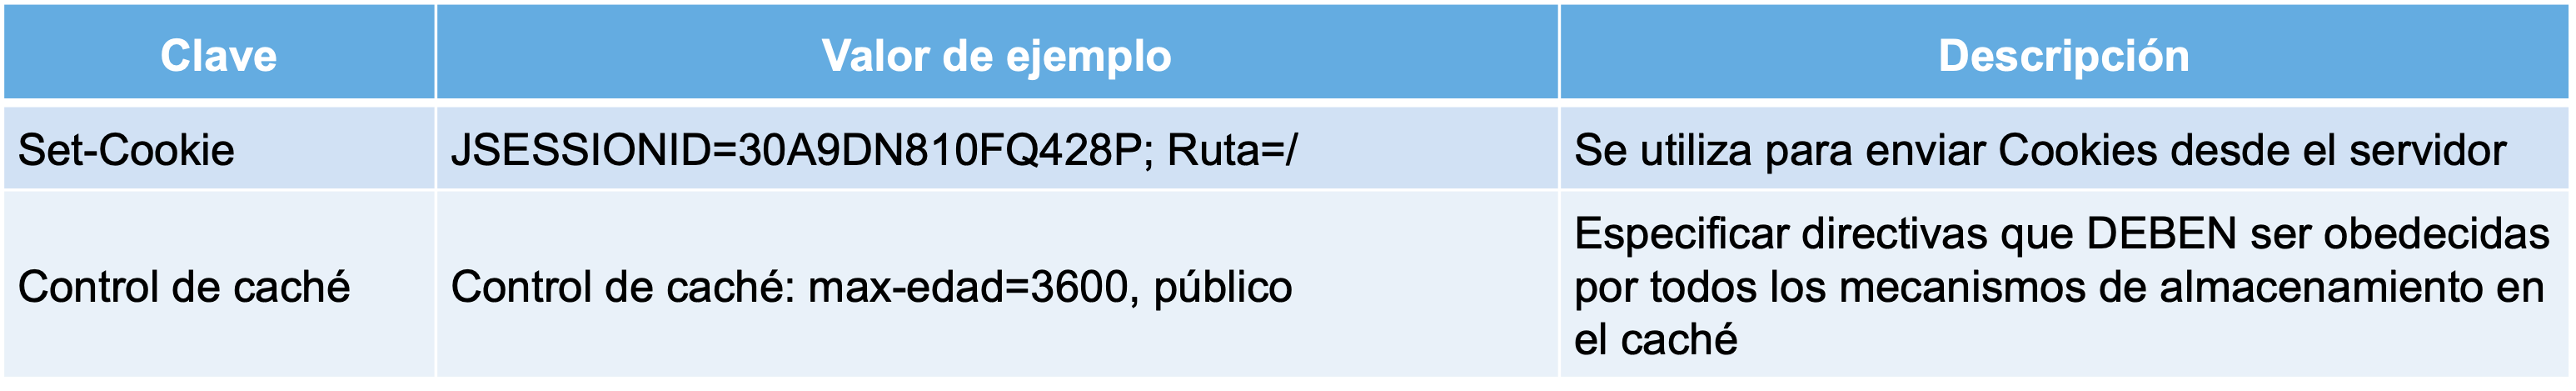 Clave
Valor de ejemplo
Descripción
Set-Cookie
JSESSIONID=30A9DN810FQ428P; Ruta=/
Se utiliza para enviar Cookies desde el servidor
Control de caché
Control de caché: max-edad=3600, público
Especificar directivas que DEBEN ser obedecidas
por todos los mecanismos de almacenamiento en
el caché